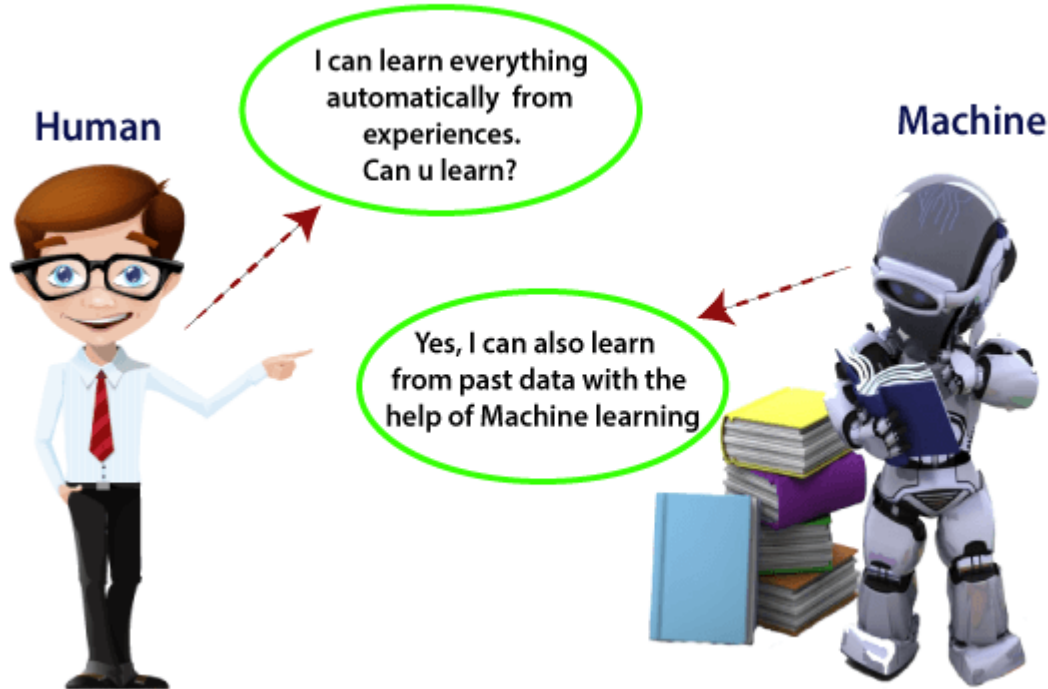 Human
I can learn everything
automatically from
experiences.
Can u learn?
Machine
Yes, I can also learn
from past data with the
help of Machine learning